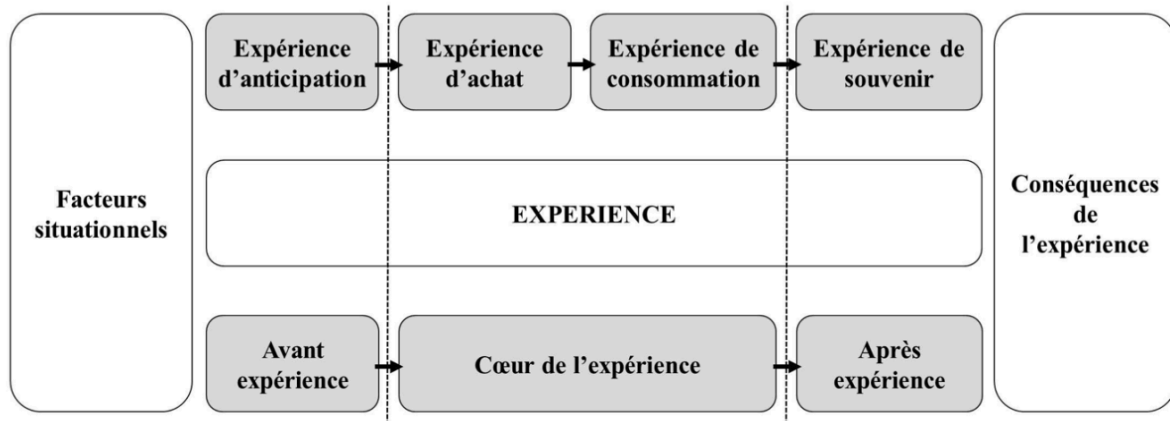 Facteurs
situationnels
Expérience
d’anticipation
Expérience
d’achat
Expérience de
consommation
Expérience de
souvenir
EXPERIENCE
Avant
expérience
Cœur de l’expérience
Après
expérience
Conséquences
de
l’expérience